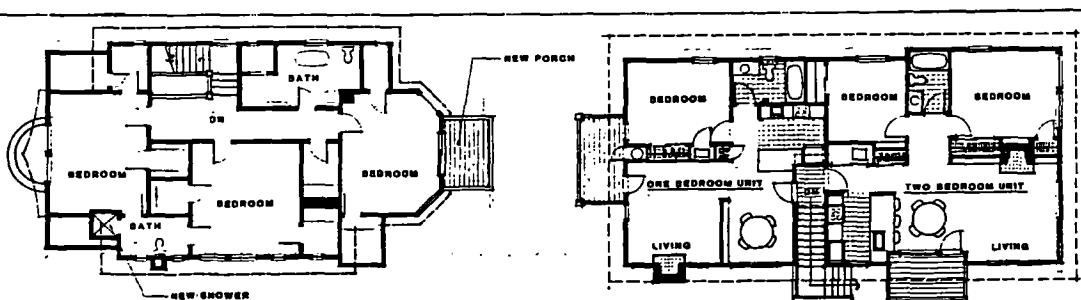 NEW PORCH
BATH
DN
BEDROOM
BEDROOM
BEDROOM
BATH
NEW SHOWER
BEDROOM
BEDROOM
BEDROOM
ONE BEDROOM UNIT
DN
TWO BEDROOM UNIT
LIVING
LIVING